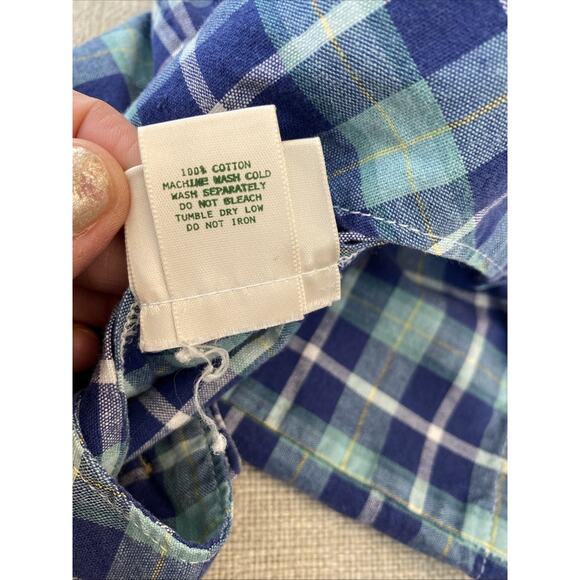 100% COTTON
MACHINE WASH COLD
WASH SEPARATELY
DO NOT BLEACH
TUMBLE DRY LOW
DO NOT IRON